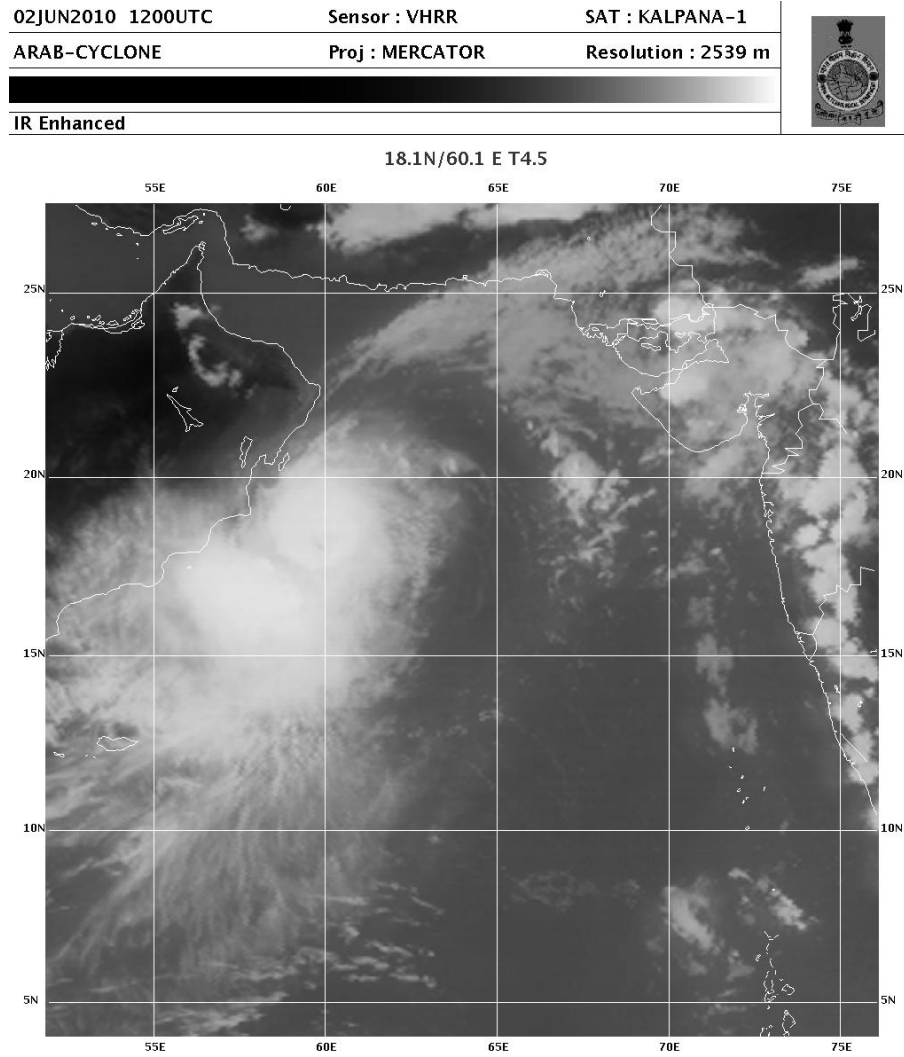 02JUN2010 1200UTC Sensor : VHRR SAT : KALPANA-1
ARAB-CYCLONE Proj : MERCATOR Resolution : 2539 m
IR Enhanced
18.1N/60.1 E T4.5
55E 60E 65E 70E 75E
25N 25N
20N 20N
15N 15N
10N 10N
5N 5N
55E 60E 65E 70E 75E